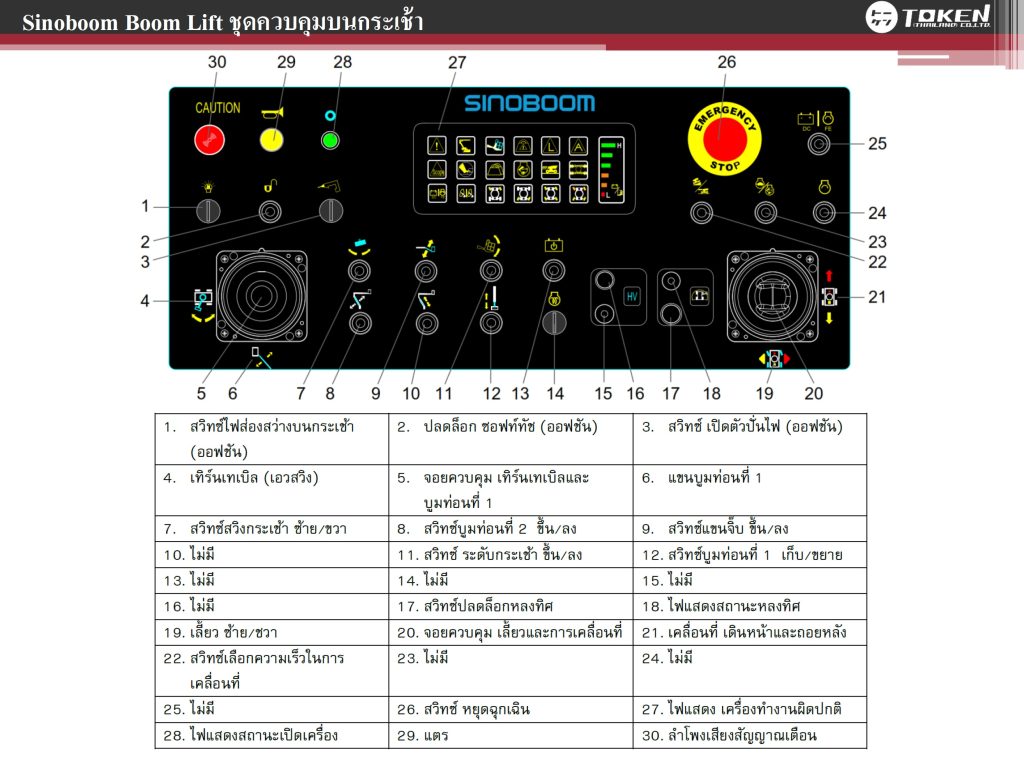 Sinoboom Boom Lift ชุดควบคุมบนกระเช้า
TOKEN
(THAILAND) CO.,LTD.
30 29 28 27 26
CAUTION
SINOBOOM
EMERGENCY
STOP
DC FE
25
H
L A
L
1
2
3
24
23
22
4
HV
21
5 6 7 8 9 10 11 12 13 14 15 16 17 18 19 20
1. สวิทช์ไฟส่องสว่างบนกระเช้า
(ออฟชัน)
2. ปลดล็อก ซอฟท์ทัช (ออฟชัน)
3. สวิทช์ เปิดตัวปั่นไฟ (ออฟชัน)
4. เทิร์นเทเบิล (เอวสวิง)
5. จอยควบคุม เทิร์นเทเบิลและ
บูมท่อนที่ 1
6. แขนบูมท่อนที่ 1
7. สวิทช์สวิงกระเช้า ซ้าย/ขวา
8. สวิทช์บูมท่อนที่ 2 ขึ้น/ลง
9. สวิทช์แขนจิ๊บ ขึ้น/ลง
10. ไม่มี
11. สวิทช์ ระดับกระเช้า ขึ้น/ลง
12. สวิทช์บูมท่อนที่ 1 เก็บ/ขยาย
13. ไม่มี
14. ไม่มี
15. ไม่มี
16. ไม่มี
17. สวิทช์ปลดล็อกหลงทิศ
18. ไฟแสดงสถานะหลงทิศ
19. เลี้ยว ซ้าย/ขวา
20. จอยควบคุม เลี้ยวและการเคลื่อนที่
21. เคลื่อนที่ เดินหน้าและถอยหลัง
22. สวิทช์เลือกความเร็วในการ
เคลื่อนที่
23. ไม่มี
24. ไม่มี
25. ไม่มี
26. สวิทช์ หยุดฉุกเฉิน
27. ไฟแสดง เครื่องทำงานผิดปกติ
28. ไฟแสดงสถานะเปิดเครื่อง
29. แตร
30. ลำโพงเสียงสัญญาณเตือน